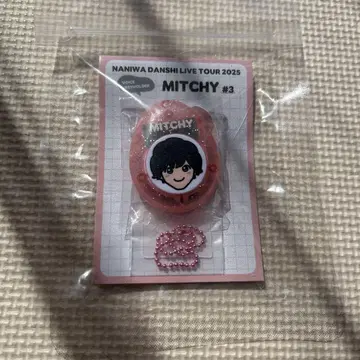 NANIWA DANSHI LIVE TOUR 2025
MITCHY #3
MITCHY